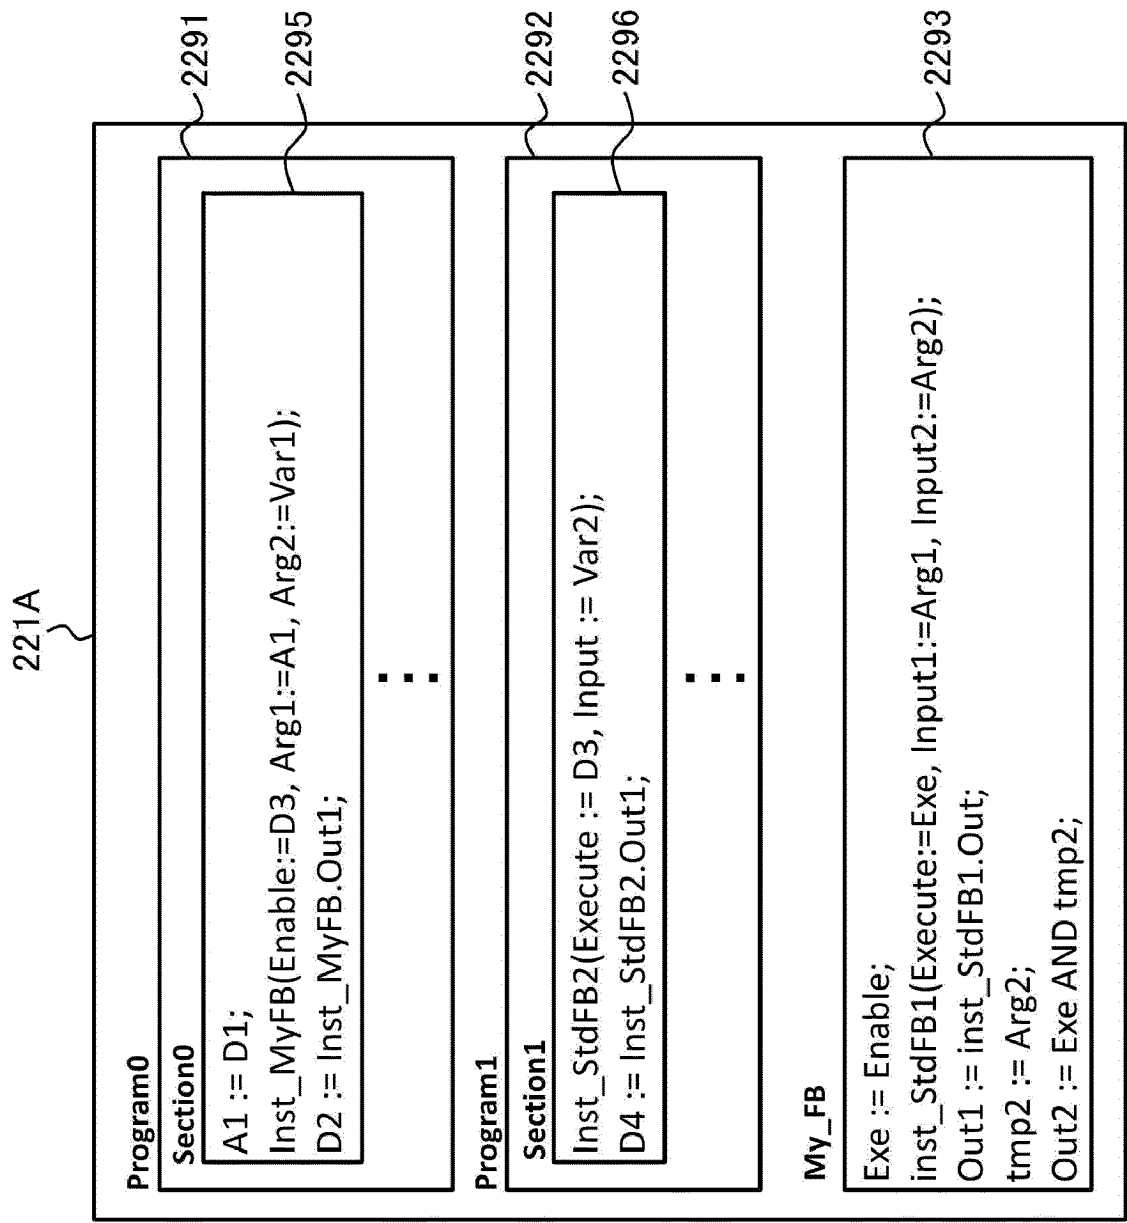 221A
Program0
2291
Section0
2295
A1 := D1;
Inst_MyFB(Enable:=D3, Arg1:=A1, Arg2:=Var1);
D2 := Inst_MyFB.Out1;
...
Program1
2292
Section1
2296
Inst_StdFB2(Execute := D3, Input := Var2);
D4 := Inst_StdFB2.Out1;
...
My_FB
2293
Exe := Enable;
inst_StdFB1(Execute:=Exe, Input1:=Arg1, Input2:=Arg2);
Out1 := inst_StdFB1.Out;
tmp2 := Arg2;
Out2 := Exe AND tmp2;